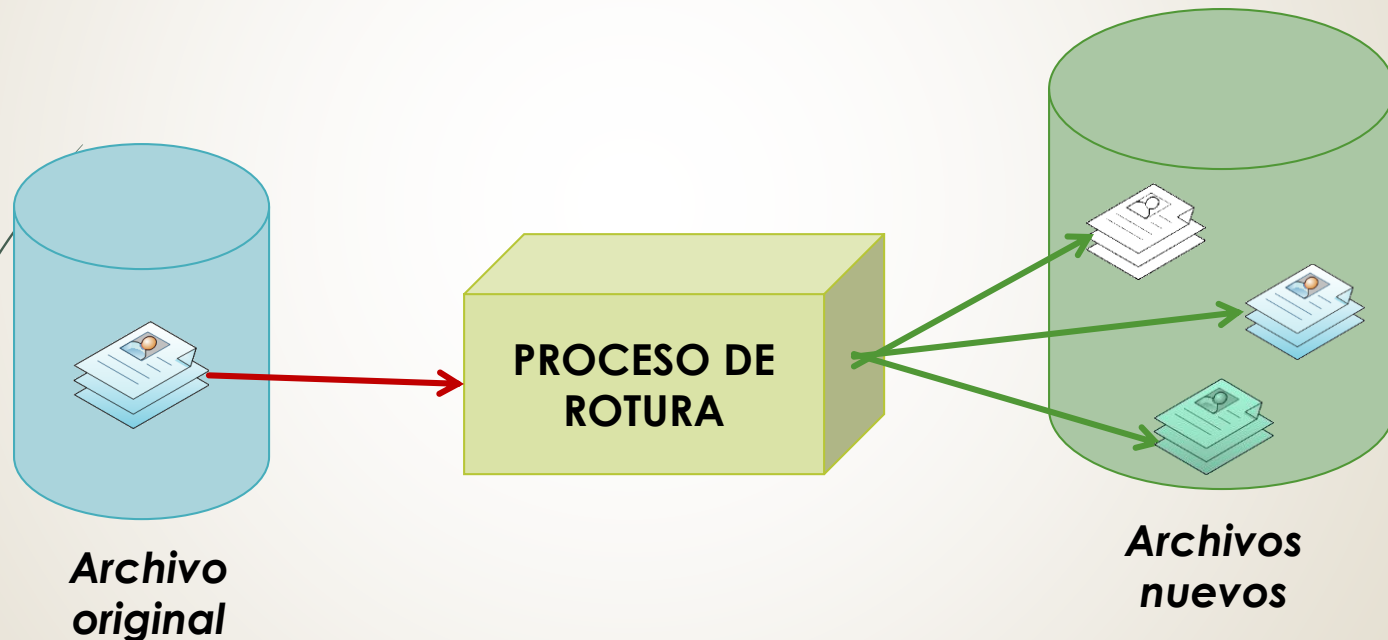 PROCESO DE
ROTURA
Archivo
original
Archivos
nuevos